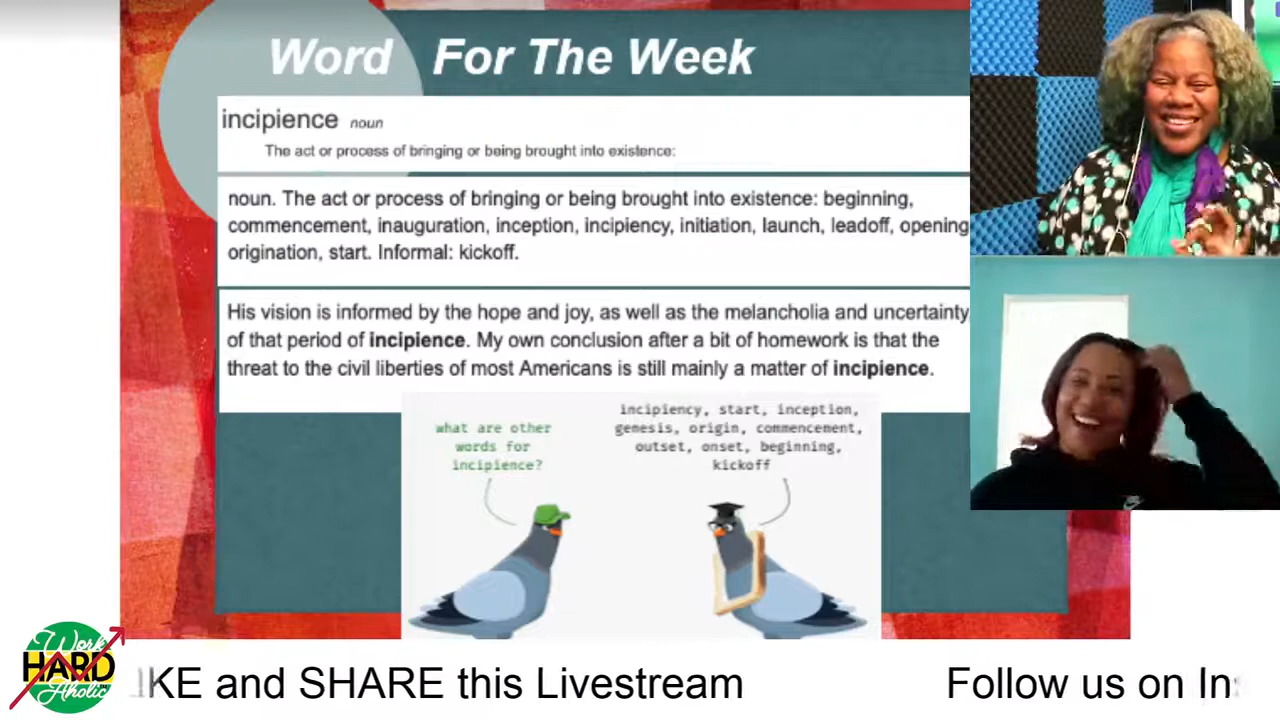 Word For The Week
incipience noun
The act or process of bringing or being brought into existence:
noun. The act or process of bringing or being brought into existence: beginning,
commencement, inauguration, inception, incipiency, initiation, launch, leadoff, opening
origination, start. Informal: kickoff.
His vision is informed by the hope and joy, as well as the melancholia and uncertainty
of that period of incipience. My own conclusion after a bit of homework is that the
threat to the civil liberties of most Americans is still mainly a matter of incipience.
what are other
words for
incipience?
incipiency, start, inception,
genesis, origin, commencement,
outset, onset, beginning,
kickoff
Work
HARD
Aholic
KE and SHARE this Livestream
Follow us on In